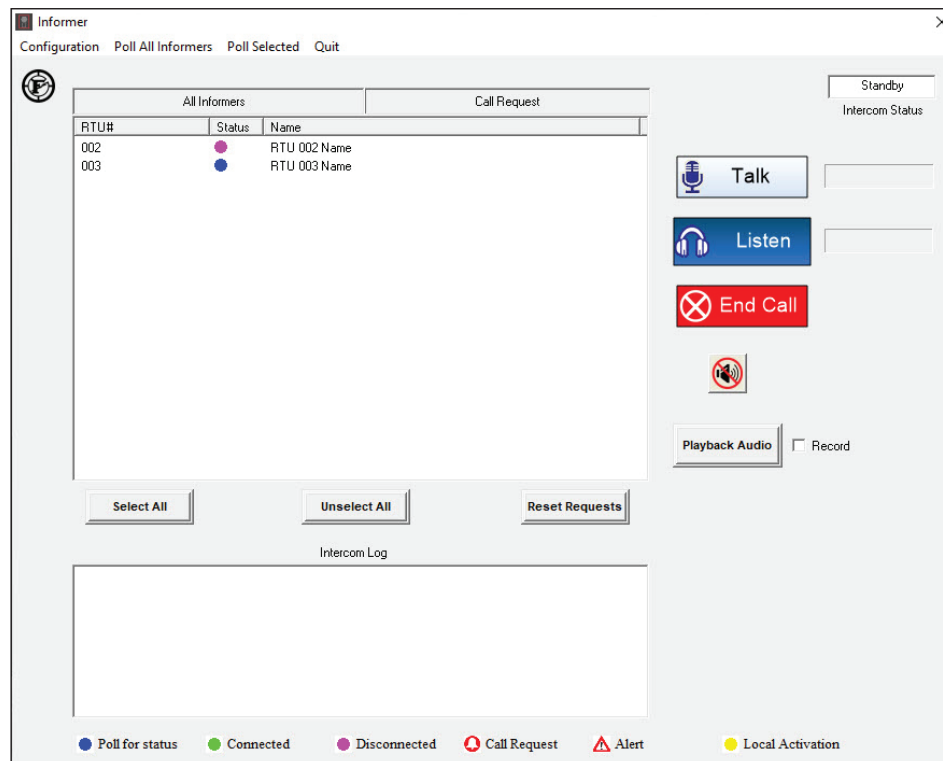 Informer
Configuration Poll All Informers Poll Selected Quit
F
Standby
Intercom Status
All Informers Call Request
RTU# Status Name
002 RTU 002 Name
003 RTU 003 Name
Talk
Listen
End Call
Playback Audio Record
Select All Unselect All Reset Requests
Intercom Log
Poll for status Connected Disconnected Call Request Alert Local Activation